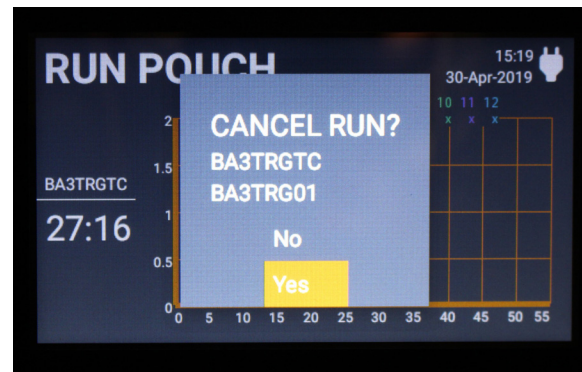 RUN POUCH
15:19
30-Apr-2019
10 11 12
x x x
CANCEL RUN?
BA3TRGTC
BA3TRG01
No
Yes
BA3TRGTC
27:16
2
1.5
1
0.5
0
0 5 10 15 20 25 30 35 40 45 50 55